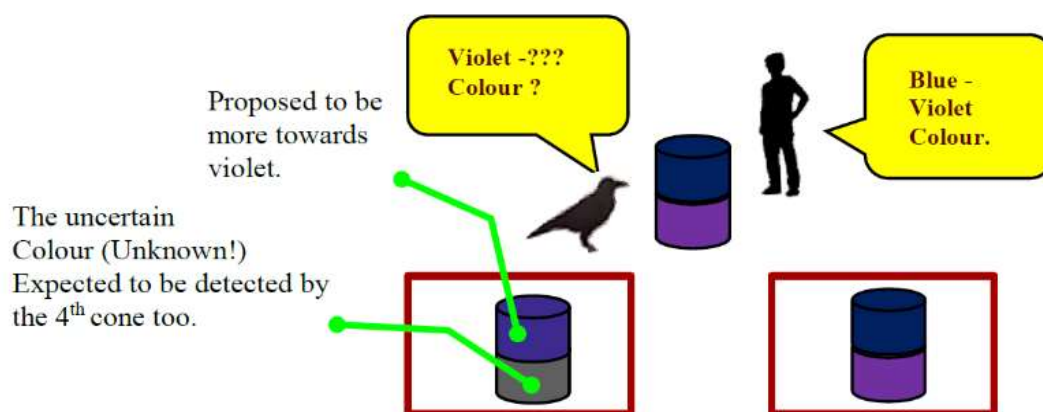 Violet -???
Colour ?
Blue -
Violet
Colour.
Proposed to be
more towards
violet.
The uncertain
Colour (Unknown!)
Expected to be detected by
the 4th cone too.